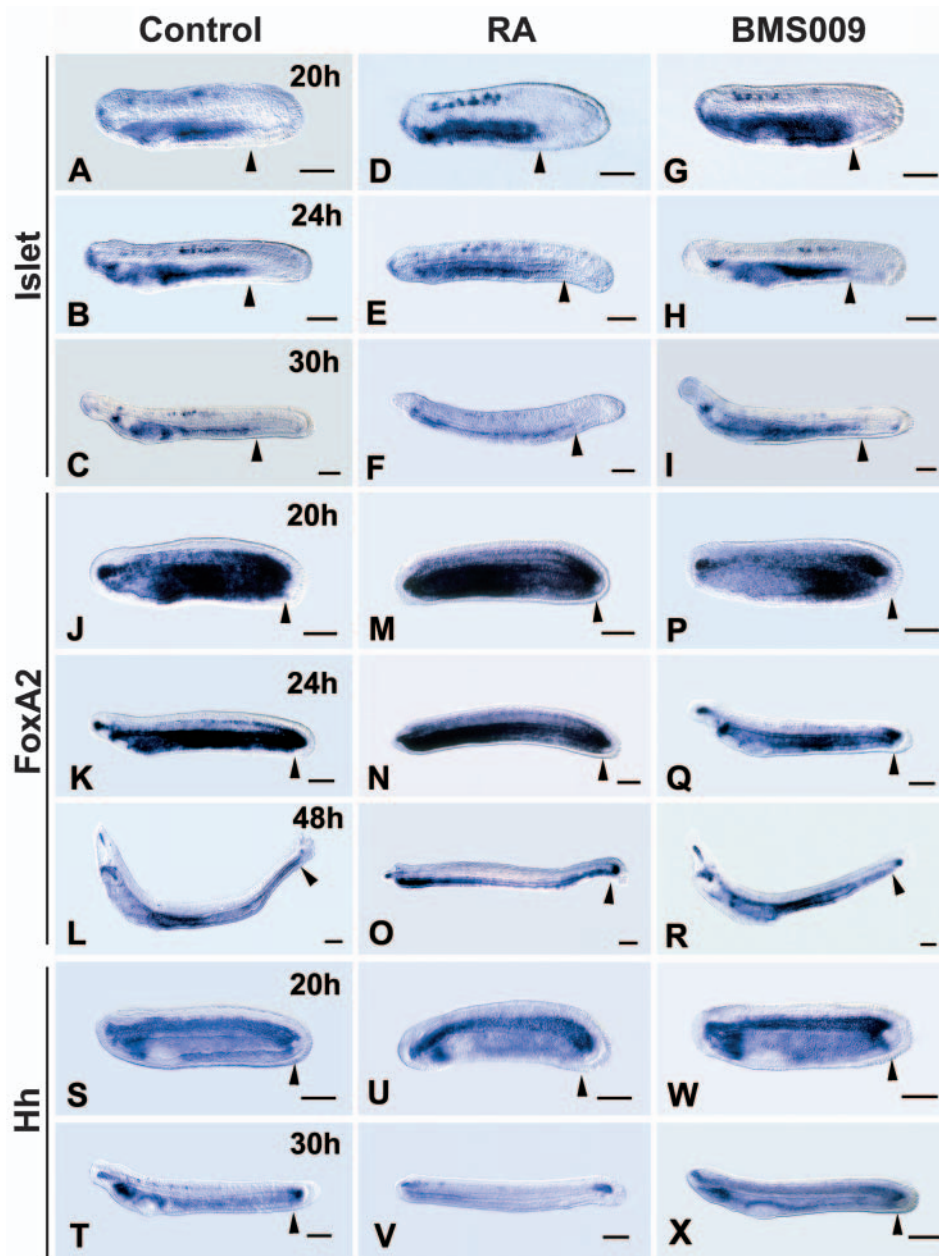 Control RA BMS009
Islet
20h
A D G
24h
B E H
30h
C F I
FoxA2
20h
J M P
24h
K N Q
48h
L O R
Hh
20h
S U W
30h
T V X